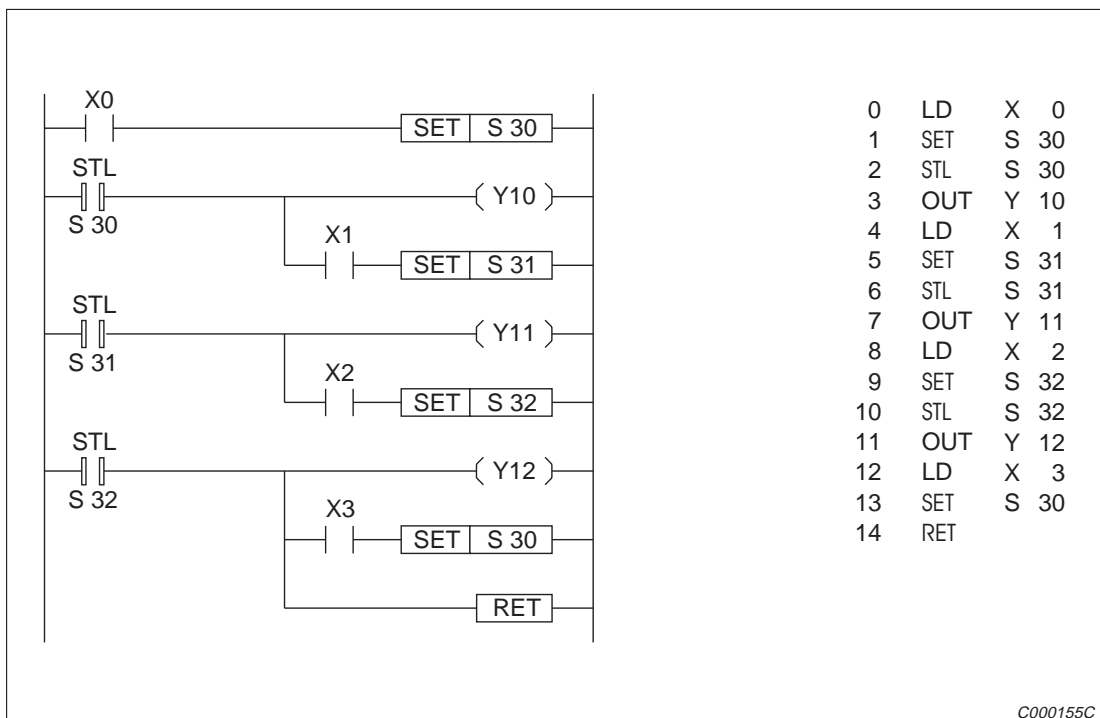 X0
SET S 30
STL
S 30
Y10
X1
SET S 31
STL
S 31
Y11
X2
SET S 32
STL
S 32
Y12
X3
SET S 30
RET
0 LD X 0
1 SET S 30
2 STL S 30
3 OUT Y 10
4 LD X 1
5 SET S 31
6 STL S 31
7 OUT Y 11
8 LD X 2
9 SET S 32
10 STL S 32
11 OUT Y 12
12 LD X 3
13 SET S 30
14 RET
C000155C